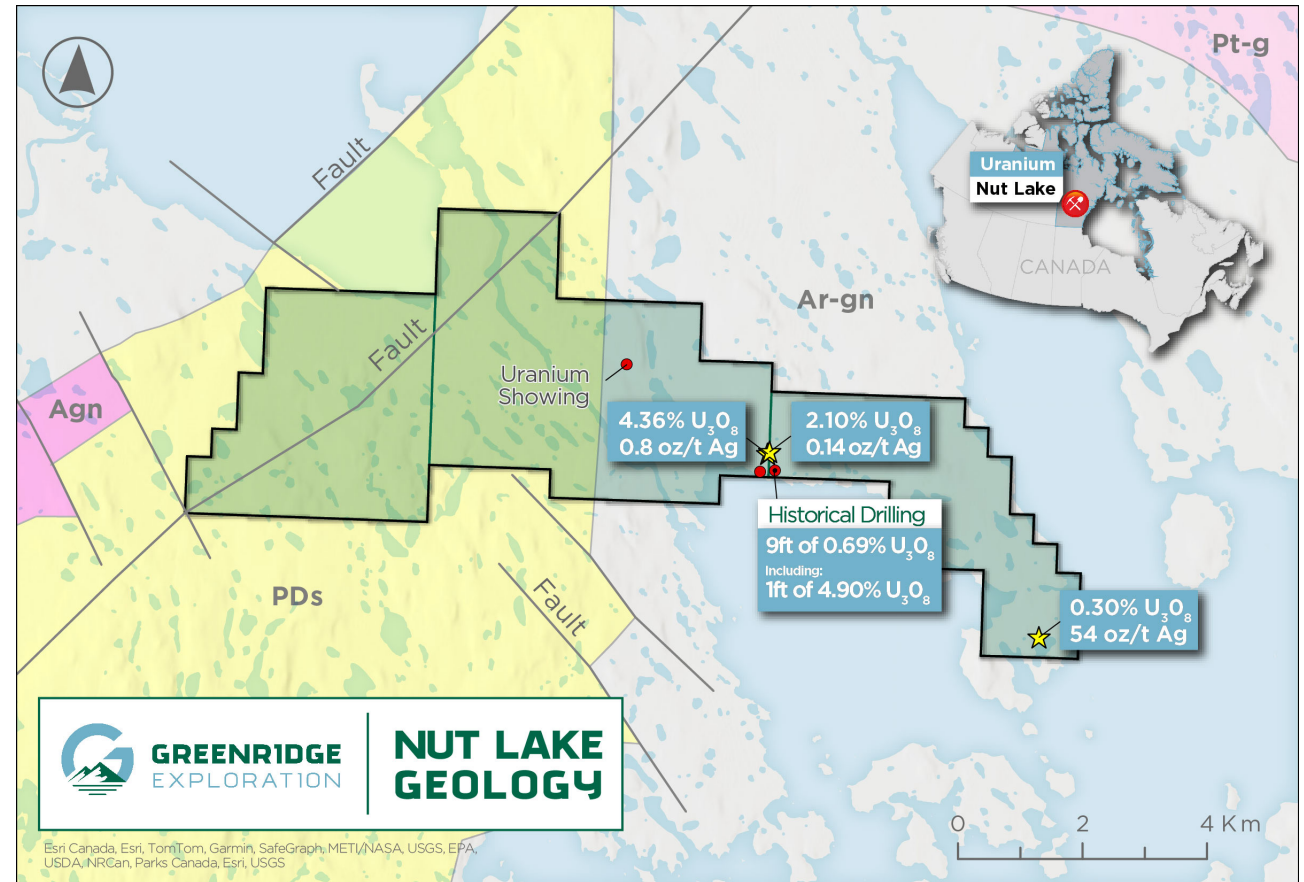 Pt-g
Uranium
Nut Lake
CANADA
Fault
Ar-gn
Fault
Uranium
Showing
Agn
4.36% U₃O₈
0.8 oz/t Ag
2.10% U₃O₈
0.14 oz/t Ag
Historical Drilling
9ft of 0.69% U₃O₈
Including:
1ft of 4.90% U₃O₈
PDs
Fault
0.30% U₃O₈
54 oz/t Ag
GREENRIDGE
EXPLORATION
NUT LAKE
GEOLOGY
0 2 4 Km
Esri Canada, Esri, TomTom, Garmin, SafeGraph, METI/NASA, USGS, EPA,
USDA, NRCan, Parks Canada, Esri, USGS